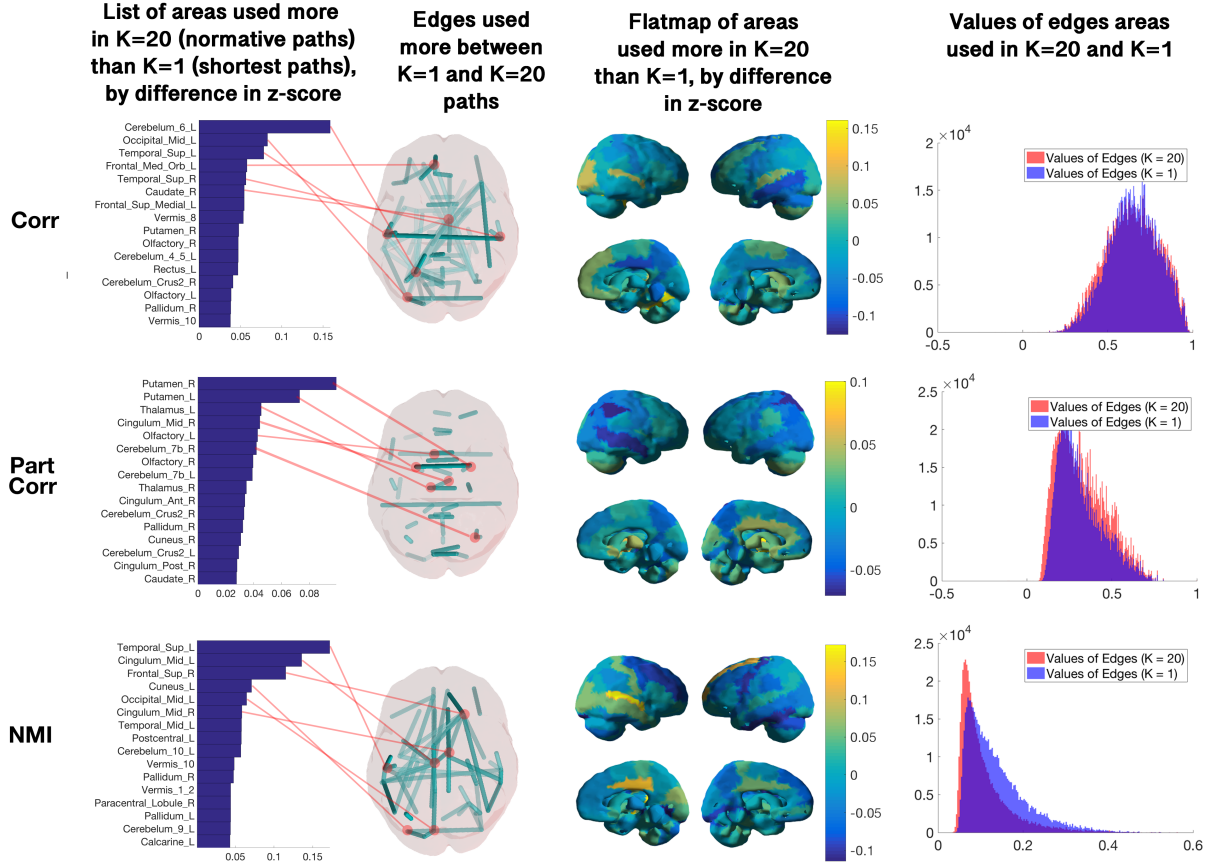 List of areas used more
in K=20 (normative paths)
than K=1 (shortest paths),
by difference in z-score
Edges used
more between
K=1 and K=20
paths
Flatmap of areas
used more in K=20
than K=1, by difference
in z-score
Values of edges areas
used in K=20 and K=1
Corr
Cerebelum_6_L
Occipital_Mid_L
Temporal_Sup_L
Frontal_Med_Orb_L
Temporal_Sup_R
Caudate_R
Frontal_Sup_Medial_L
Vermis_8
Putamen_R
Olfactory_R
Cerebelum_4_5_L
Rectus_L
Cerebelum_Crus2_R
Olfactory_L
Pallidum_R
Vermis_10
0 0.05 0.1 0.15
0.15
0.1
0.05
0
-0.05
-0.1
×10⁴
2
1.5
1
0.5
0
-0.5 0 0.5 1
Values of Edges (K = 20)
Values of Edges (K = 1)
Part
Corr
Putamen_R
Putamen_L
Thalamus_L
Cingulum_Mid_R
Olfactory_L
Cerebelum_7b_R
Olfactory_R
Cerebelum_7b_L
Thalamus_R
Cingulum_Ant_R
Cerebelum_Crus2_R
Pallidum_R
Cuneus_R
Cerebelum_Crus2_L
Cingulum_Post_R
Caudate_R
0 0.02 0.04 0.06 0.08
0.1
0.05
0
-0.05
×10⁴
2.5
2
1.5
1
0.5
0
-0.5 0 0.5 1
Values of Edges (K = 20)
Values of Edges (K = 1)
NMI
Temporal_Sup_L
Cingulum_Mid_L
Frontal_Sup_R
Cuneus_L
Occipital_Mid_L
Cingulum_Mid_R
Temporal_Mid_L
Postcentral_L
Cerebelum_10_L
Vermis_10
Pallidum_R
Vermis_1_2
Paracentral_Lobule_R
Pallidum_L
Cerebelum_9_L
Calcarine_L
0.05 0.1 0.15
0.15
0.1
0.05
0
-0.05
-0.1
×10⁴
2.5
2
1.5
1
0.5
0
0 0.2 0.4 0.6
Values of Edges (K = 20)
Values of Edges (K = 1)